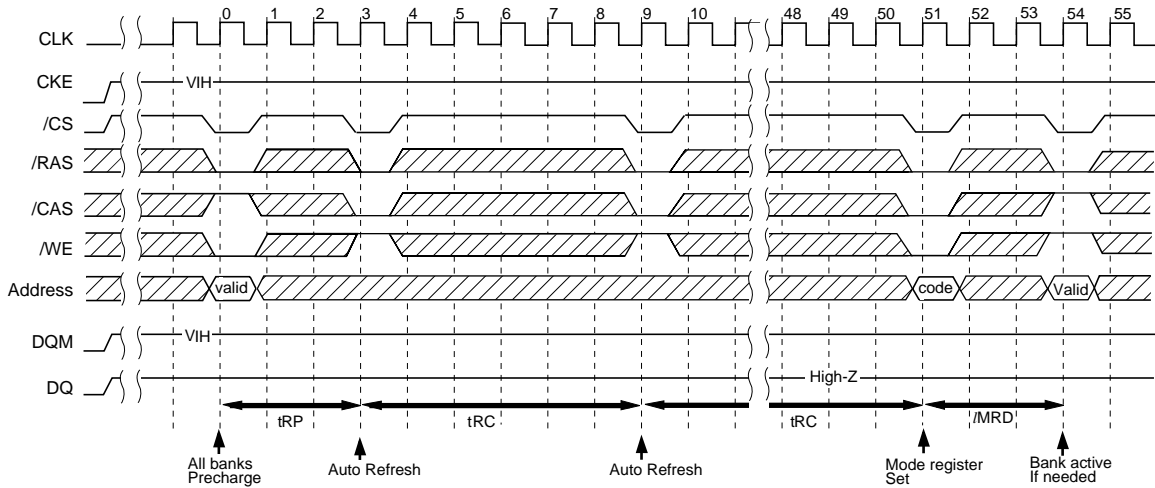 0 1 2 3 4 5 6 7 8 9 10 48 49 50 51 52 53 54 55
CLK
CKE VIH
/CS
/RAS
/CAS
/WE
Address valid code Valid
DQM VIH
DQ High-Z
tRP tRC tRC lMRD
All banks
Precharge
Auto Refresh
Auto Refresh
Mode register
Set
Bank active
If needed